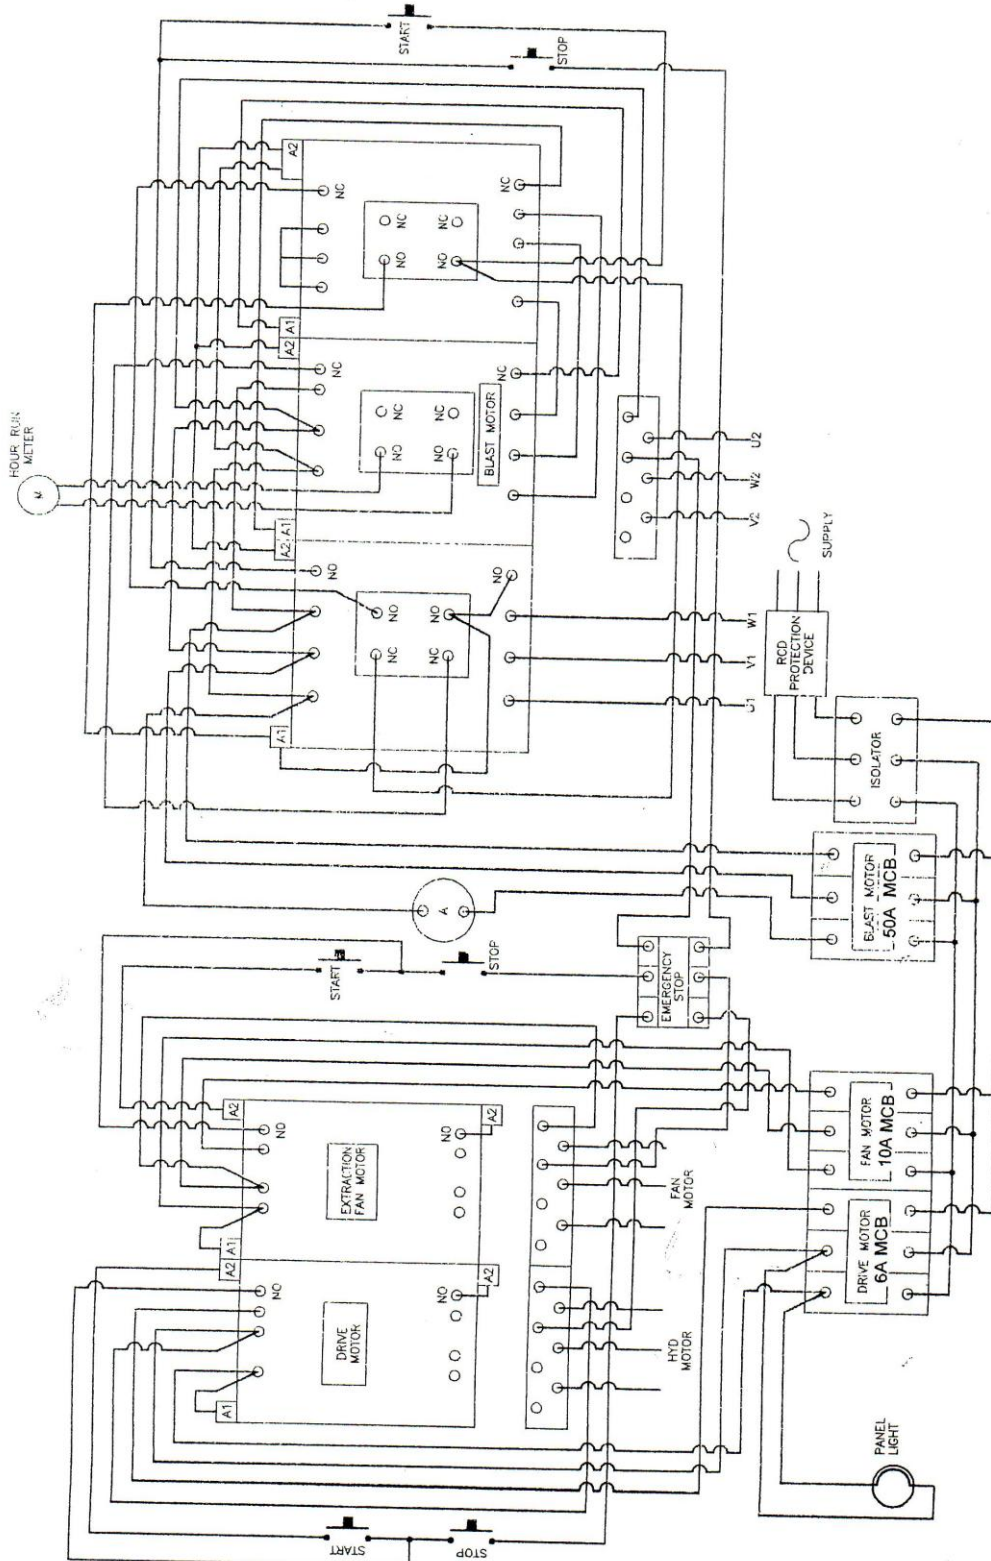 START
STOP
HOUR RUN
METER
M
A2
NC
NC
NC
NC
NO
NO
A1
A2
NC
NC
NC
NC
NO
NO
BLAST MOTOR
A1
A2
NO
NO
NO
NO
NC
NC
A1
U2
W2
V2
W1
V1
U1
SUPPLY
RCD
PROTECTION
DEVICE
ISOLATOR
BLAST MOTOR
50A MCB
A
START
STOP
EMERGENCY
STOP
A2
NO
A2
NO
EXTRACTION
FAN MOTOR
A1
A2
NO
A2
NO
DRIVE
MOTOR
A1
FAN
MOTOR
HYD
MOTOR
FAN MOTOR
10A MCB
DRIVE MOTOR
6A MCB
PANEL
LIGHT
START
STOP